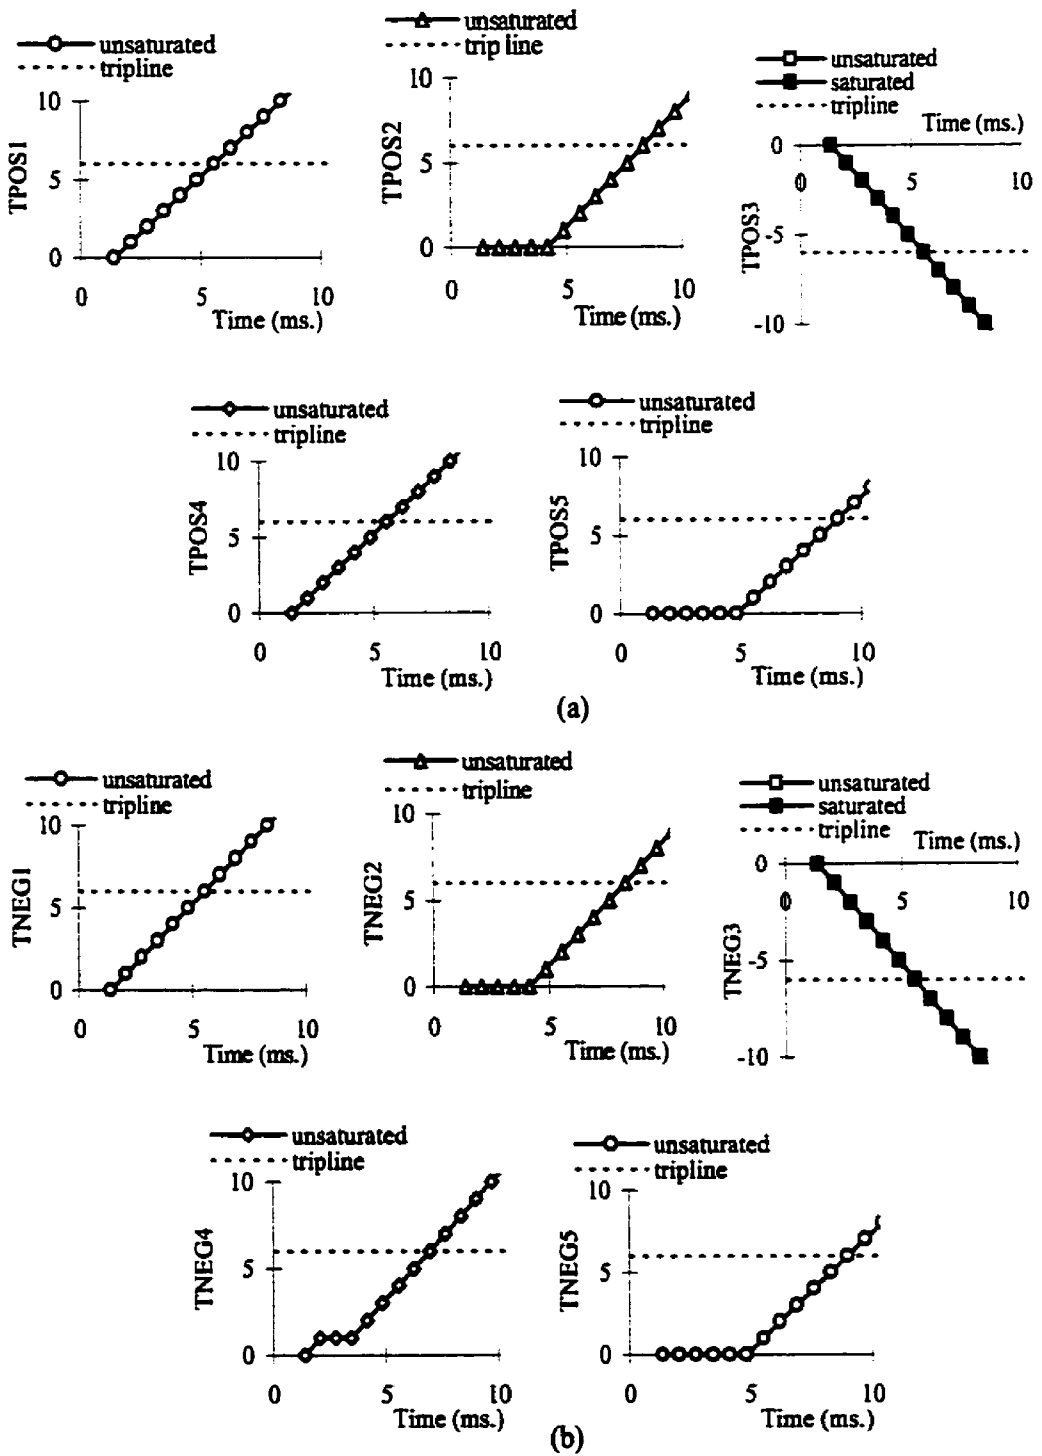 unsaturated
tripline
10
5
0
TPOS1
0 5 10
Time (ms.)
unsaturated
trip line
10
5
0
TPOS2
0 5 10
Time (ms.)
unsaturated
saturated
tripline
Time (ms.)
0
0 5 10
-5
-10
TPOS3
unsaturated
tripline
10
5
0
TPOS4
0 5 10
Time (ms.)
unsaturated
tripline
10
5
0
TPOS5
0 5 10
Time (ms.)
(a)
unsaturated
tripline
10
5
0
TNEG1
0 5 10
Time (ms.)
unsaturated
tripline
10
5
0
TNEG2
0 5 10
Time (ms.)
unsaturated
saturated
tripline
Time (ms.)
0
0 5 10
-5
-10
TNEG3
unsaturated
tripline
10
5
0
TNEG4
0 5 10
Time (ms.)
unsaturated
tripline
10
5
0
TNEG5
0 5 10
Time (ms.)
(b)